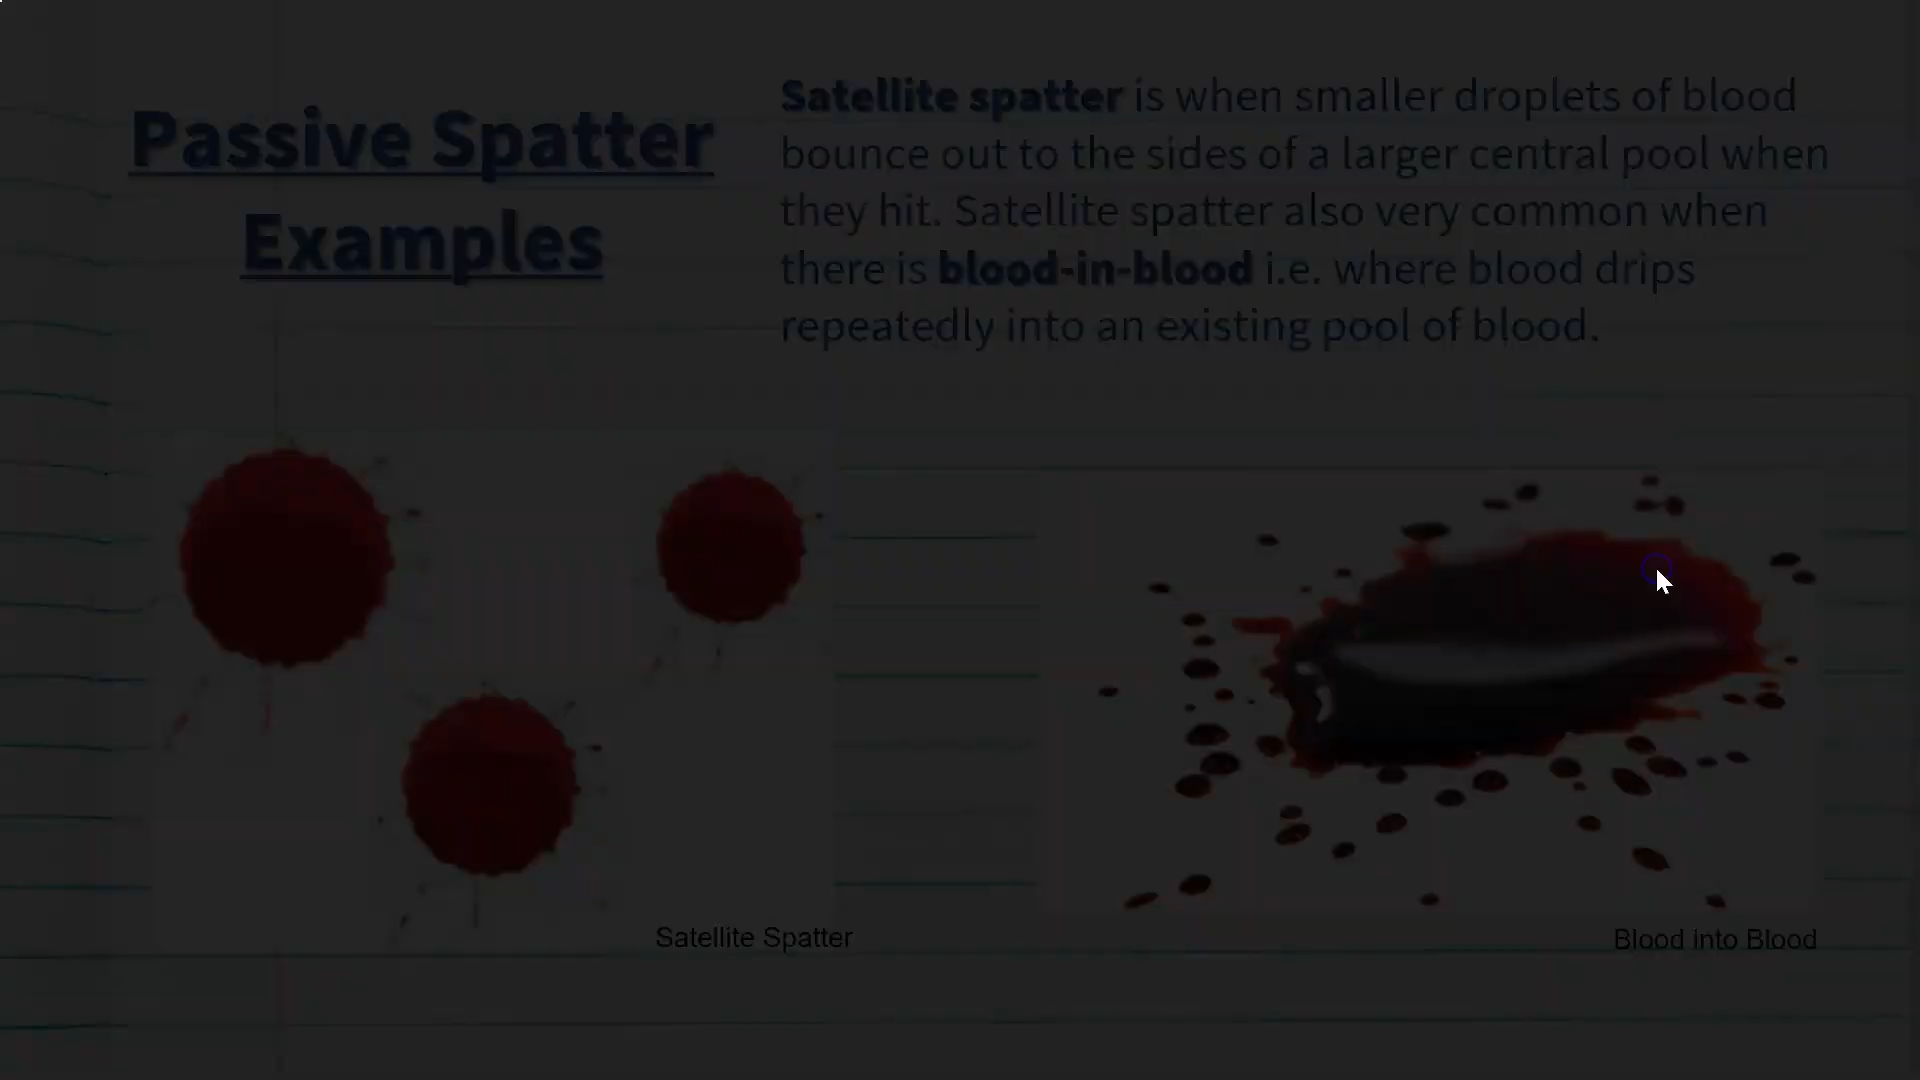 Passive Spatter
Examples
Satellite spatter is when smaller droplets of blood
bounce out to the sides of a larger central pool when
they hit. Satellite spatter also very common when
there is blood-in-blood i.e. where blood drips
repeatedly into an existing pool of blood.
Satellite Spatter
Blood into Blood